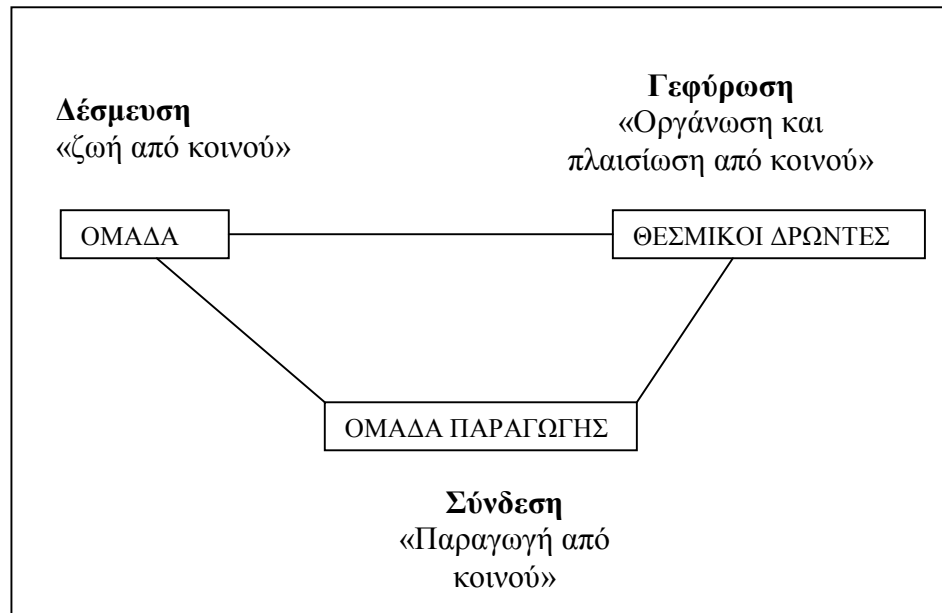 Δέσμευση
«ζωή από κοινού»
Γεφύρωση
«Οργάνωση και
πλαισίωση από κοινού»
ΟΜΑΔΑ
ΘΕΣΜΙΚΟΙ ΔΡΩΝΤΕΣ
ΟΜΑΔΑ ΠΑΡΑΓΩΓΗΣ
Σύνδεση
«Παραγωγή από
κοινού»